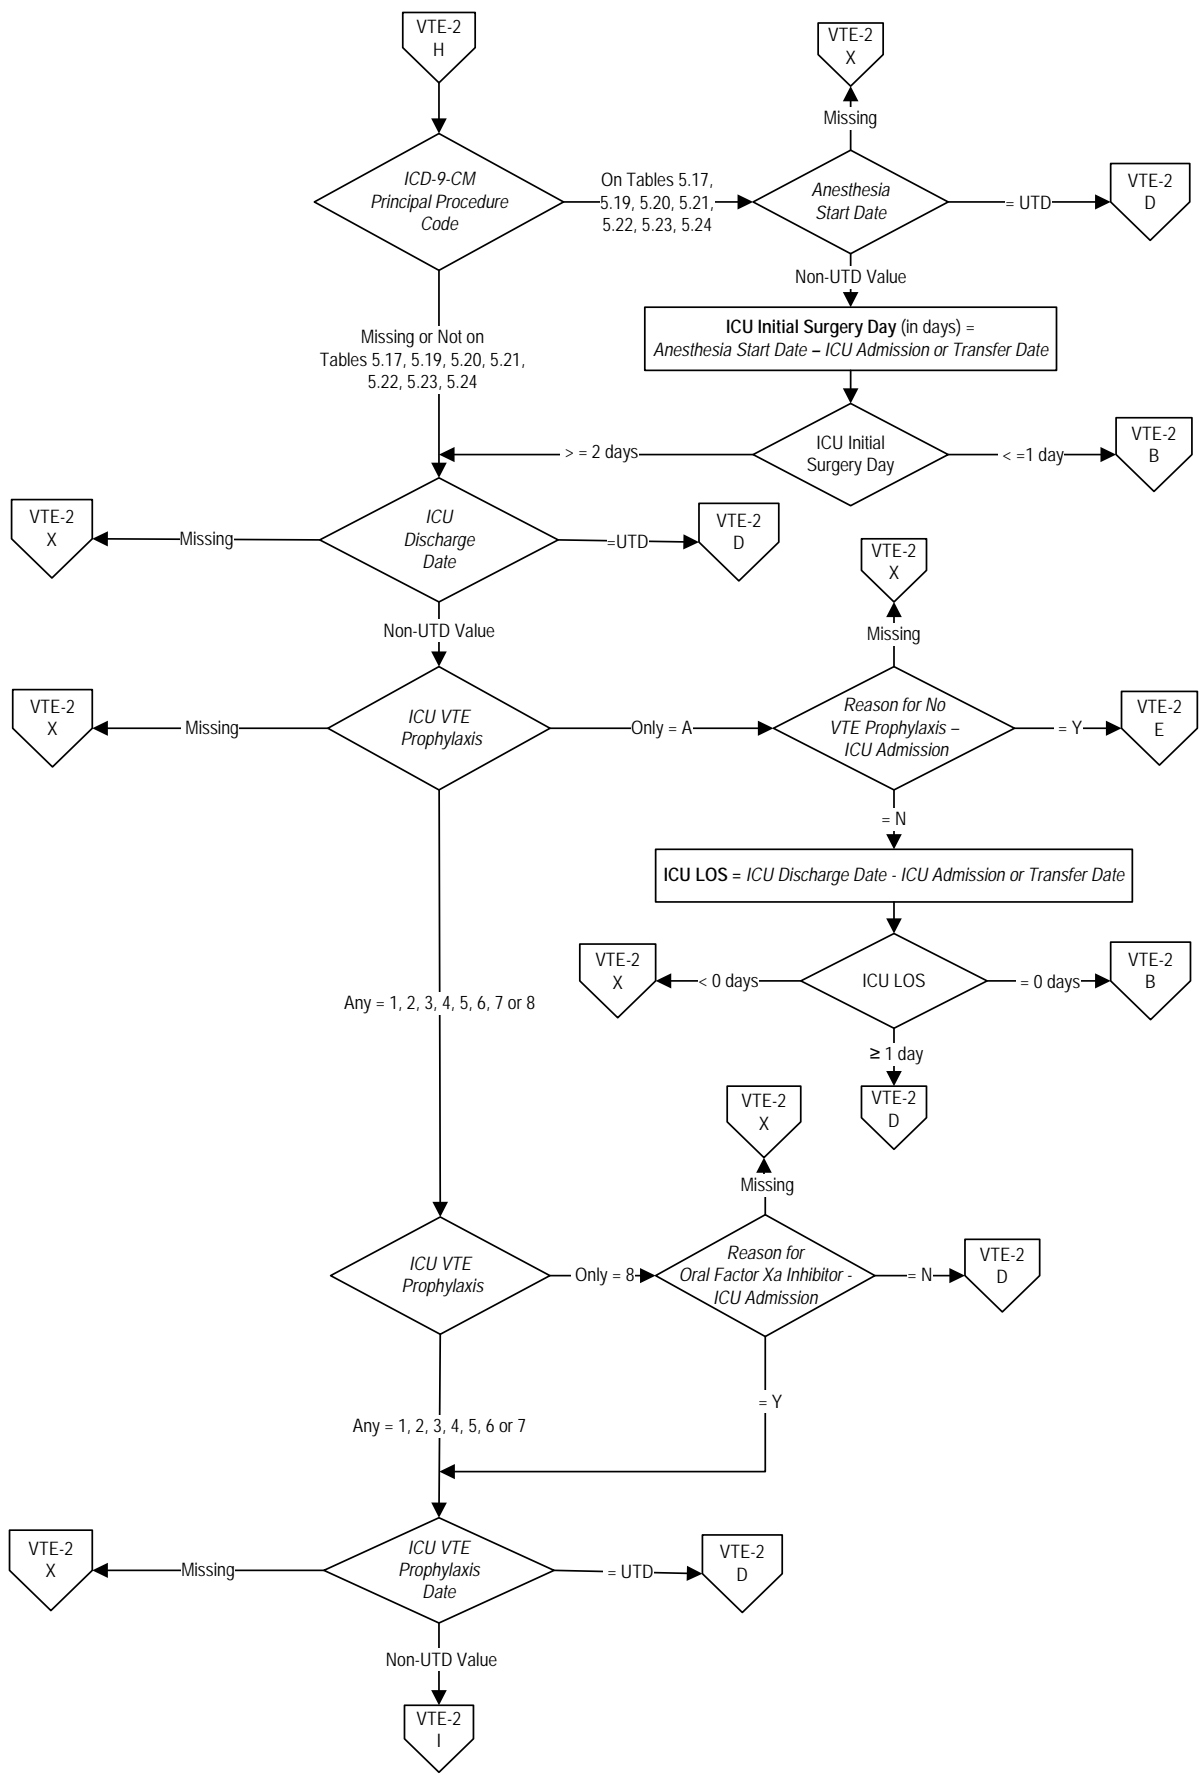 VTE-2
H
VTE-2
X
Missing
ICD-9-CM
Principal Procedure
Code
On Tables 5.17,
5.19, 5.20, 5.21,
5.22, 5.23, 5.24
Anesthesia
Start Date
= UTD
VTE-2
D
Non-UTD Value
ICU Initial Surgery Day (in days) =
Anesthesia Start Date – ICU Admission or Transfer Date
Missing or Not on
Tables 5.17, 5.19, 5.20, 5.21,
5.22, 5.23, 5.24
ICU Initial
Surgery Day
> = 2 days
< =1 day
VTE-2
B
VTE-2
X
Missing
ICU
Discharge
Date
=UTD
VTE-2
D
Non-UTD Value
VTE-2
X
Missing
VTE-2
X
Missing
ICU VTE
Prophylaxis
Only = A
Reason for No
VTE Prophylaxis –
ICU Admission
= Y
VTE-2
E
= N
ICU LOS = ICU Discharge Date - ICU Admission or Transfer Date
VTE-2
X
< 0 days
ICU LOS
= 0 days
VTE-2
B
≥ 1 day
VTE-2
D
Any = 1, 2, 3, 4, 5, 6, 7 or 8
VTE-2
X
Missing
ICU VTE
Prophylaxis
Only = 8
Reason for
Oral Factor Xa Inhibitor -
ICU Admission
= N
VTE-2
D
= Y
Any = 1, 2, 3, 4, 5, 6 or 7
VTE-2
X
Missing
ICU VTE
Prophylaxis
Date
= UTD
VTE-2
D
Non-UTD Value
VTE-2
I